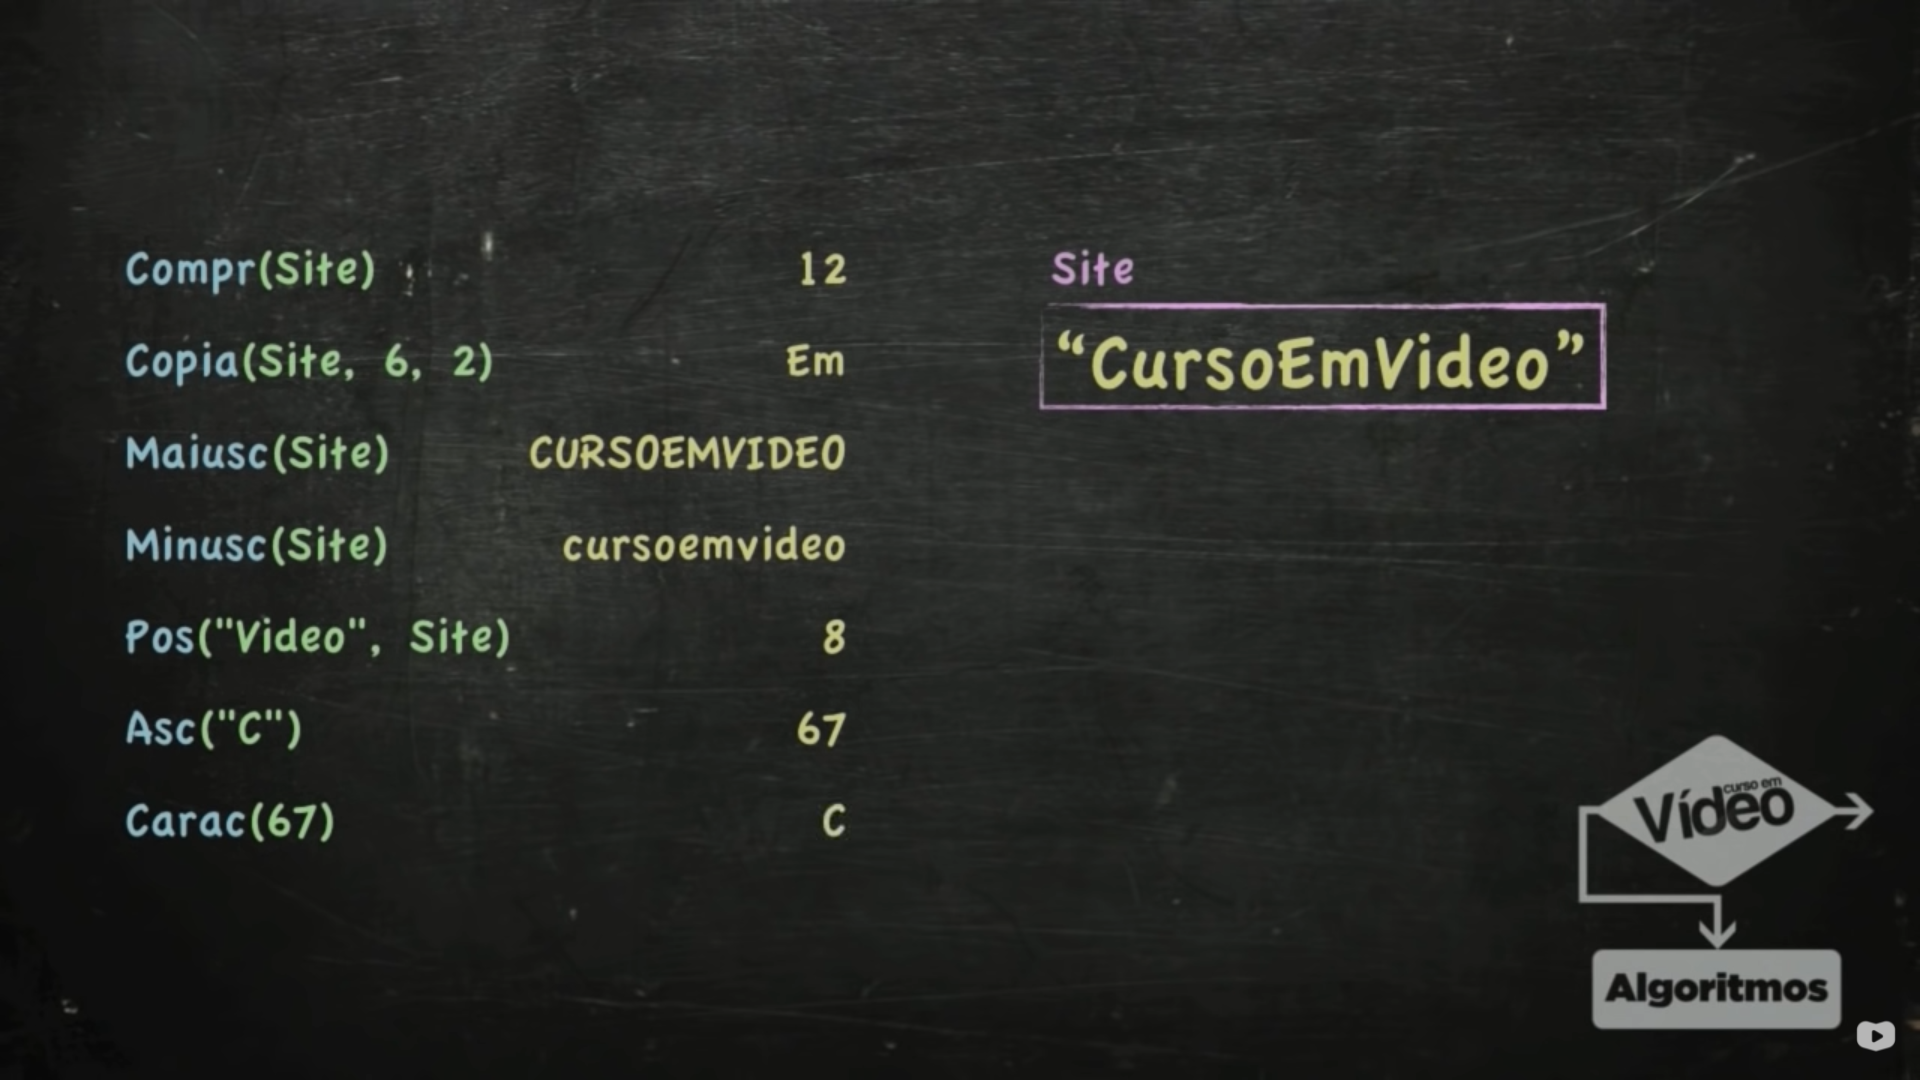 Compr(Site) 12
Copia(Site, 6, 2) Em
Maiusc(Site) CURSOEMVIDEO
Minusc(Site) cursoemvideo
Pos("Video", Site) 8
Asc("C") 67
Carac(67) C
Site
“CursoEmVideo”
curso em
Vídeo
Algoritmos